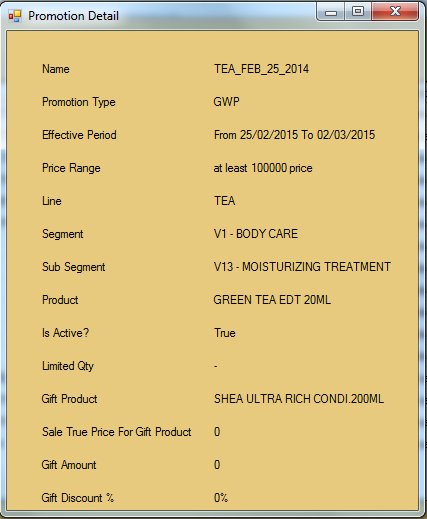 Promotion Detail
Name TEA_FEB_25_2014
Promotion Type GWP
Effective Period From 25/02/2015 To 02/03/2015
Price Range at least 100000 price
Line TEA
Segment V1 - BODY CARE
Sub Segment V13 - MOISTURIZING TREATMENT
Product GREEN TEA EDT 20ML
Is Active? True
Limited Qty -
Gift Product SHEA ULTRA RICH CONDI.200ML
Sale True Price For Gift Product 0
Gift Amount 0
Gift Discount % 0%